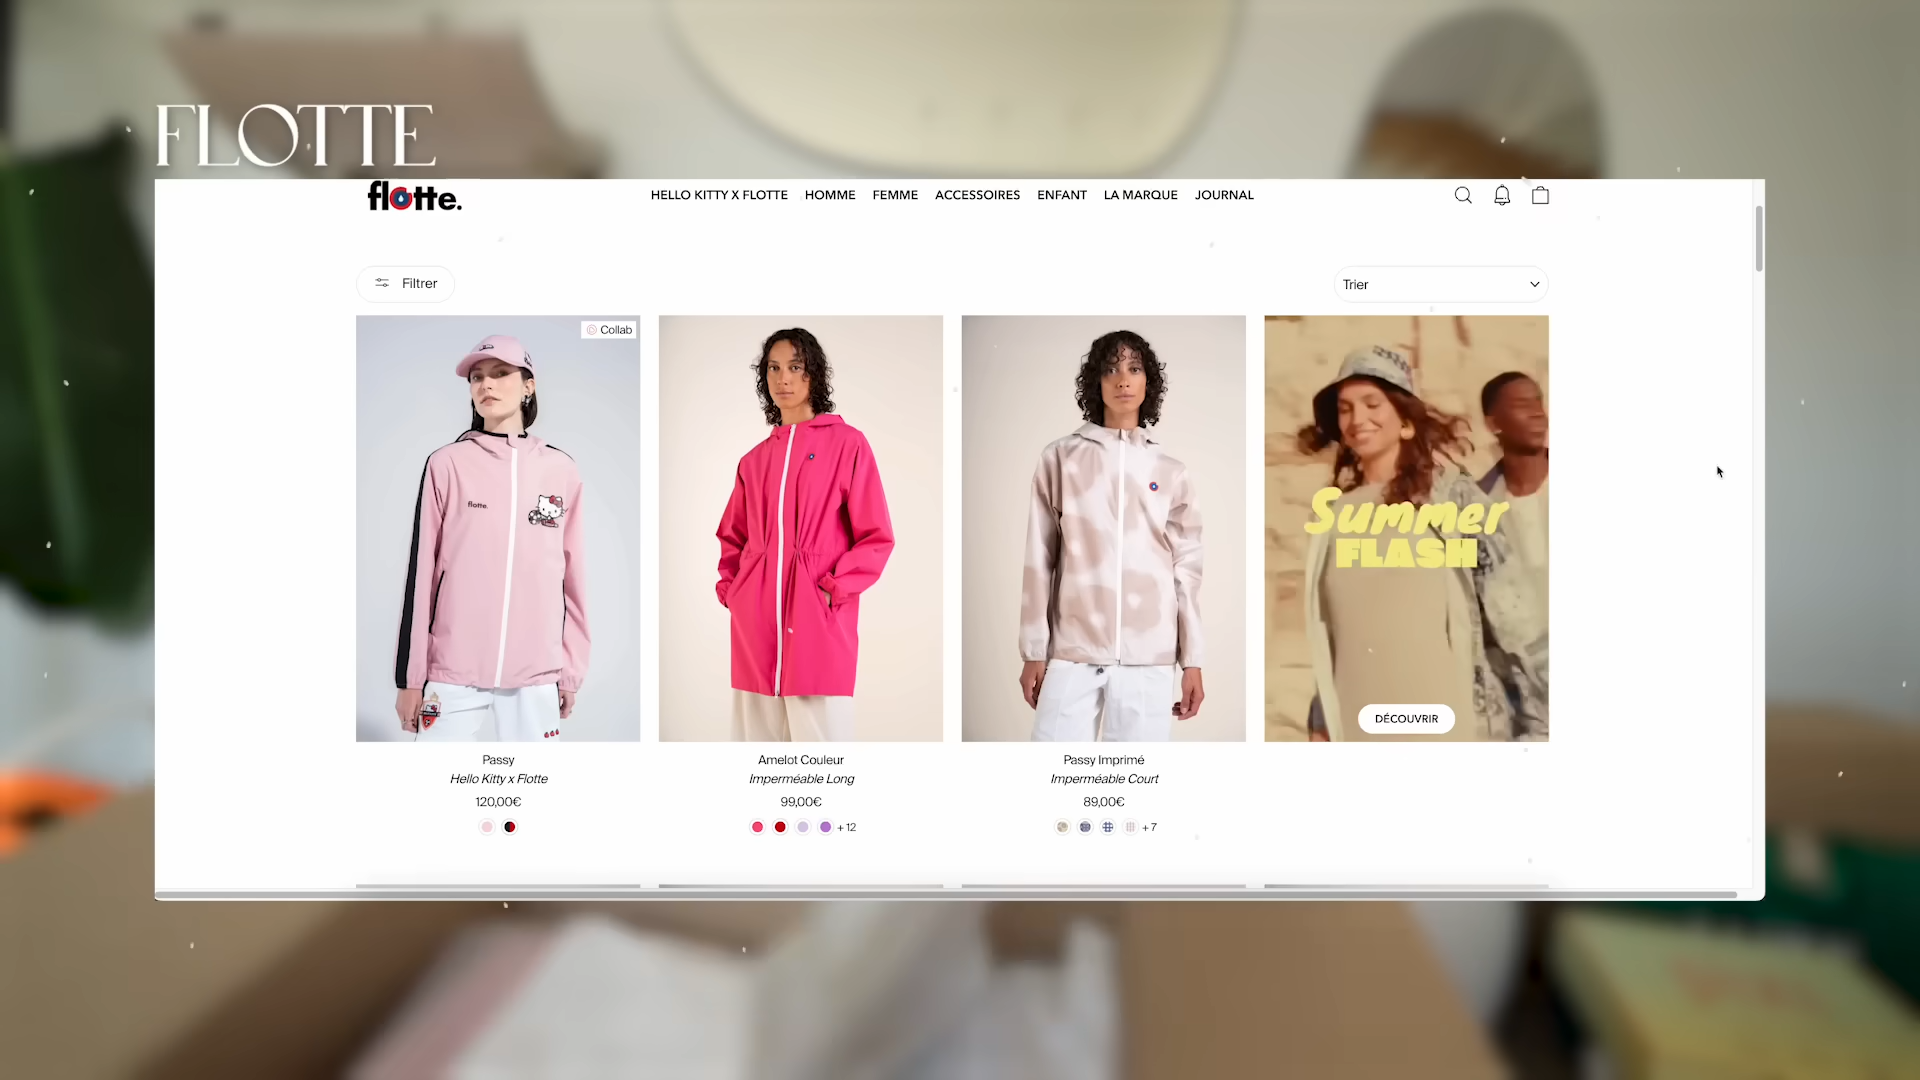 FLOTTE
flotte.
HELLO KITTY X FLOTTE HOMME FEMME ACCESSOIRES ENFANT LA MARQUE JOURNAL
Filtrer
Trier
Collab
flotte.
Summer
FLASH
DÉCOUVRIR
Passy
Hello Kitty x Flotte
120,00€
Amelot Couleur
Imperméable Long
99,00€
+ 12
Passy Imprimé
Imperméable Court
89,00€
+ 7